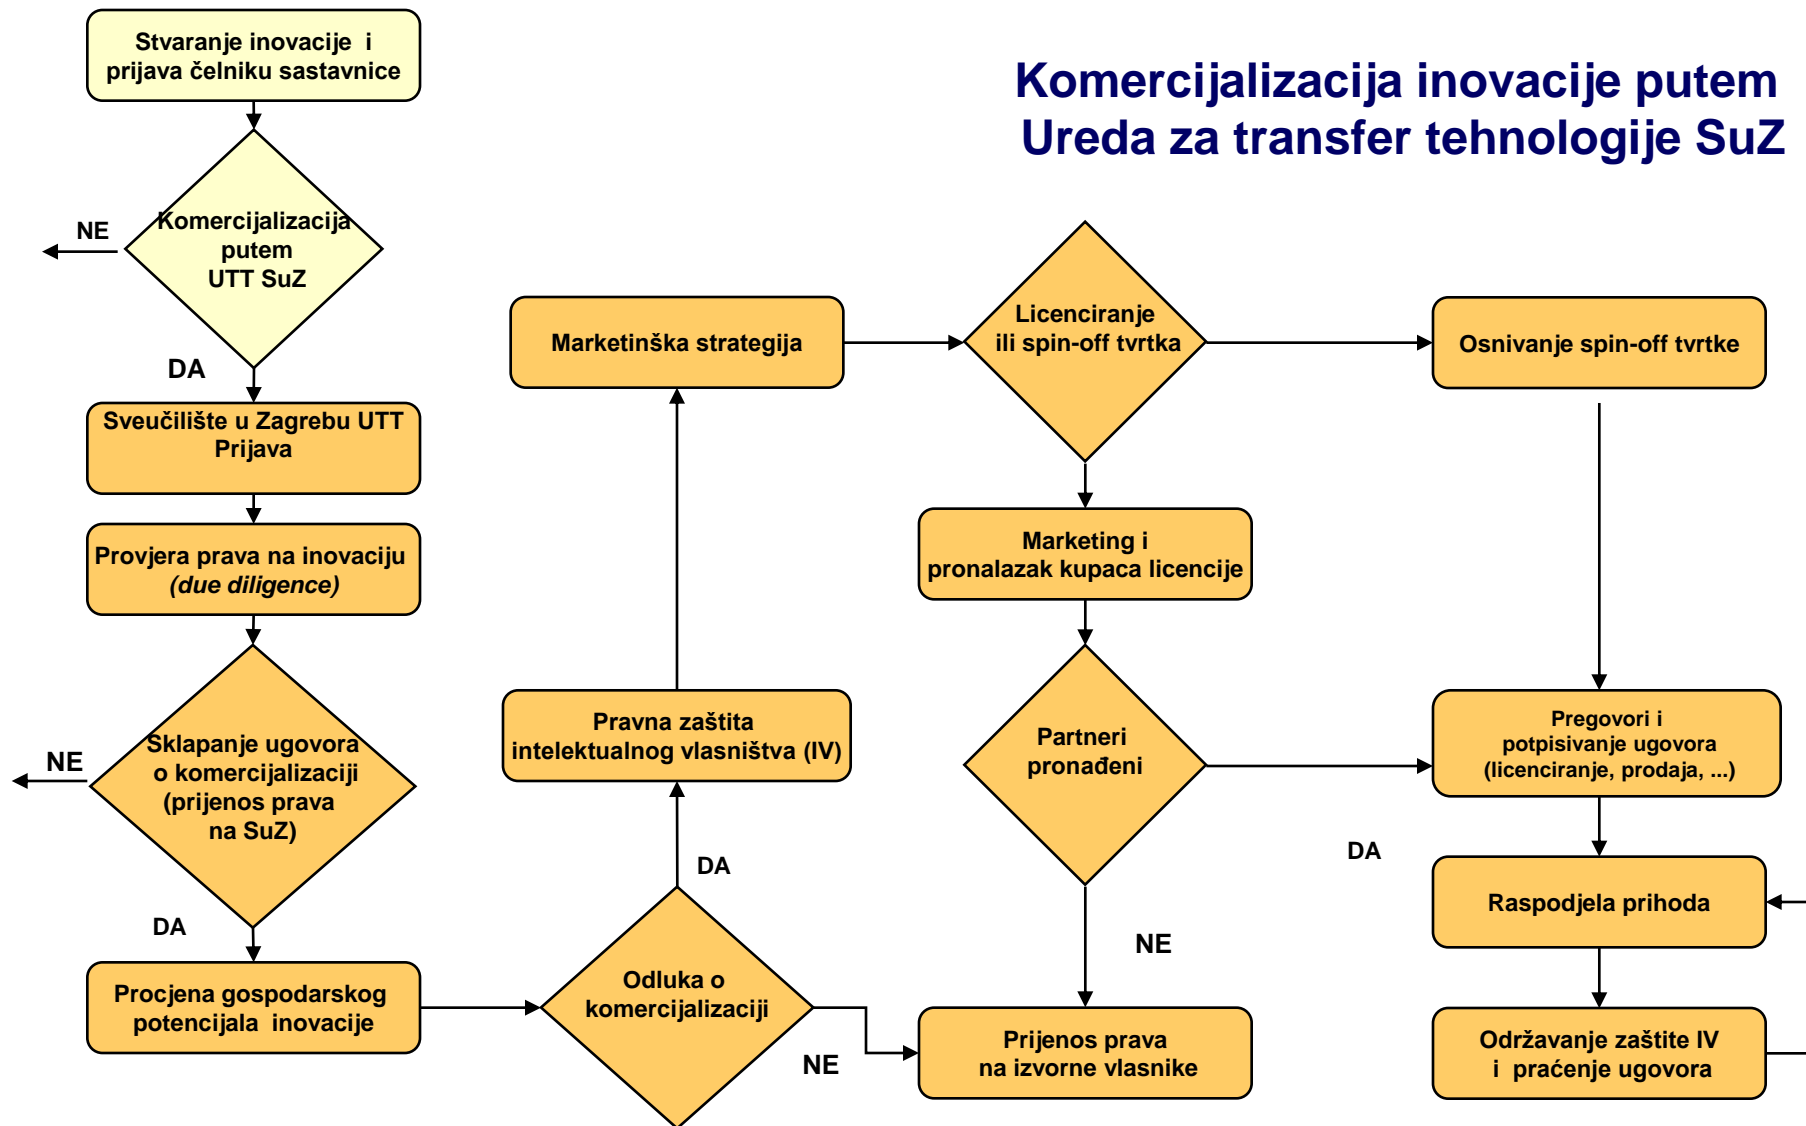 Komercijalizacija inovacije putem
Ureda za transfer tehnologije SuZ
Stvaranje inovacije i
prijava čelniku sastavnice
Komercijalizacija
putem
UTT SuZ
NE
DA
Sveučilište u Zagrebu UTT
Prijava
Provjera prava na inovaciju
(due diligence)
Sklapanje ugovora
o komercijalizaciji
(prijenos prava
na SuZ)
NE
DA
Procjena gospodarskog
potencijala inovacije
Odluka o
komercijalizaciji
DA
NE
Pravna zaštita
intelektualnog vlasništva (IV)
Marketinška strategija
Licenciranje
ili spin-off tvrtka
Marketing i
pronalazak kupaca licencije
Partneri
pronađeni
NE
DA
Prijenos prava
na izvorne vlasnike
Osnivanje spin-off tvrtke
Pregovori i
potpisivanje ugovora
(licenciranje, prodaja, ...)
Raspodjela prihoda
Održavanje zaštite IV
i praćenje ugovora